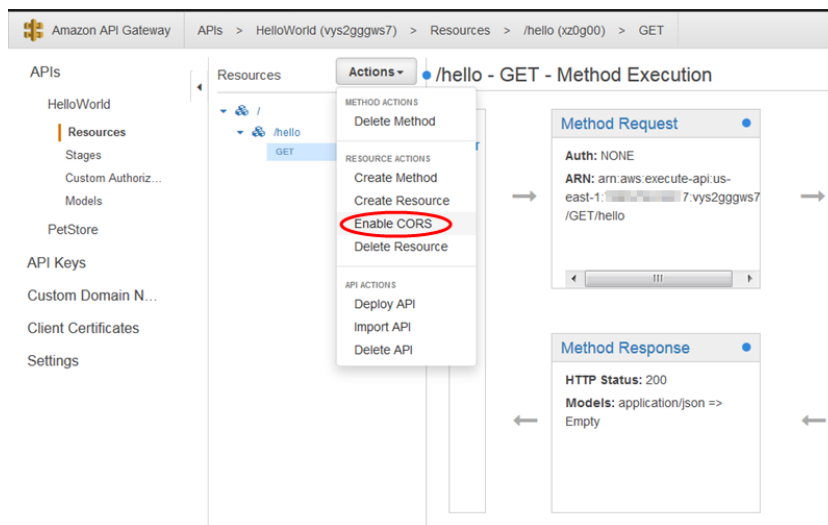 Amazon API Gateway
APIs > HelloWorld (vys2gggws7) > Resources > /hello (xz0g00) > GET
APIs
HelloWorld
Resources
Stages
Custom Authoriz...
Models
PetStore
API Keys
Custom Domain N...
Client Certificates
Settings
Resources
Actions
/
/hello
GET
METHOD ACTIONS
Delete Method
RESOURCE ACTIONS
Create Method
Create Resource
Enable CORS
Delete Resource
API ACTIONS
Deploy API
Import API
Delete API
/hello - GET - Method Execution
Method Request
Auth: NONE
ARN: arn:aws:execute-api:us-
east-1: 7:vys2gggws7
/GET/hello
Method Response
HTTP Status: 200
Models: application/json =>
Empty